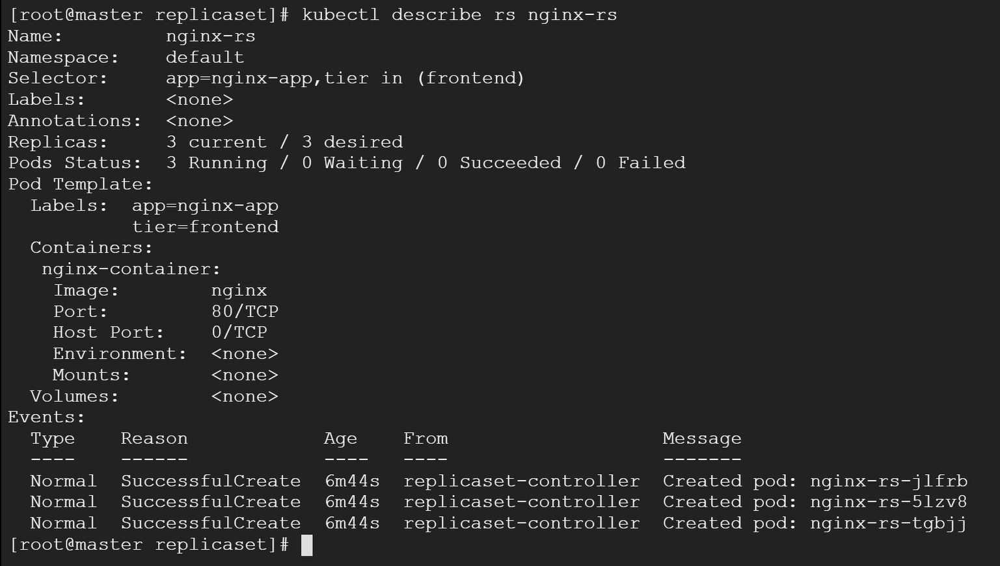 [root@master replicaset]# kubectl describe rs nginx-rs
Name:         nginx-rs
Namespace:    default
Selector:     app=nginx-app,tier in (frontend)
Labels:       <none>
Annotations:  <none>
Replicas:     3 current / 3 desired
Pods Status:  3 Running / 0 Waiting / 0 Succeeded / 0 Failed
Pod Template:
  Labels:  app=nginx-app
           tier=frontend
  Containers:
   nginx-container:
    Image:        nginx
    Port:         80/TCP
    Host Port:    0/TCP
    Environment:  <none>
    Mounts:       <none>
  Volumes:        <none>
Events:
  Type    Reason            Age    From                   Message
  ----    ------            ----   ----                   -------
  Normal  SuccessfulCreate  6m44s  replicaset-controller  Created pod: nginx-rs-jlfrb
  Normal  SuccessfulCreate  6m44s  replicaset-controller  Created pod: nginx-rs-5lzv8
  Normal  SuccessfulCreate  6m44s  replicaset-controller  Created pod: nginx-rs-tgbjj
[root@master replicaset]#